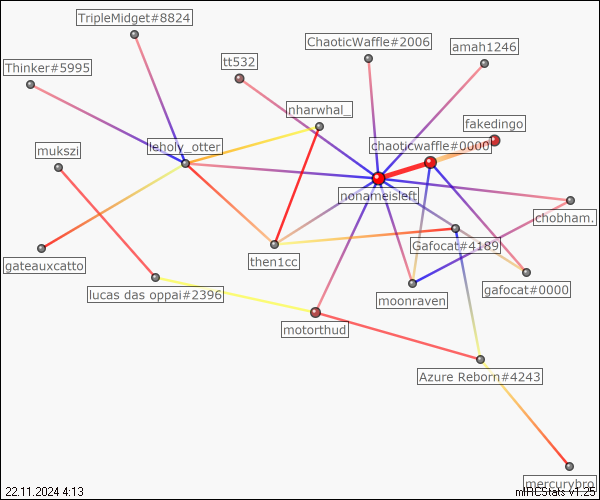 TripleMidget#8824
ChaoticWaffle#2006
amah1246
tt532
Thinker#5995
nharwhal_
fakedingo
chaoticwaffle#0000
leholy_otter
mukszi
nonameisleft
chobham.
Gafocat#4189
then1cc
gateauxcatto
gafocat#0000
lucas das oppai#2396
moonraven
motorthud
Azure Reborn#4243
mercurybro
22.11.2024 4:13
mIRCStats v1.25